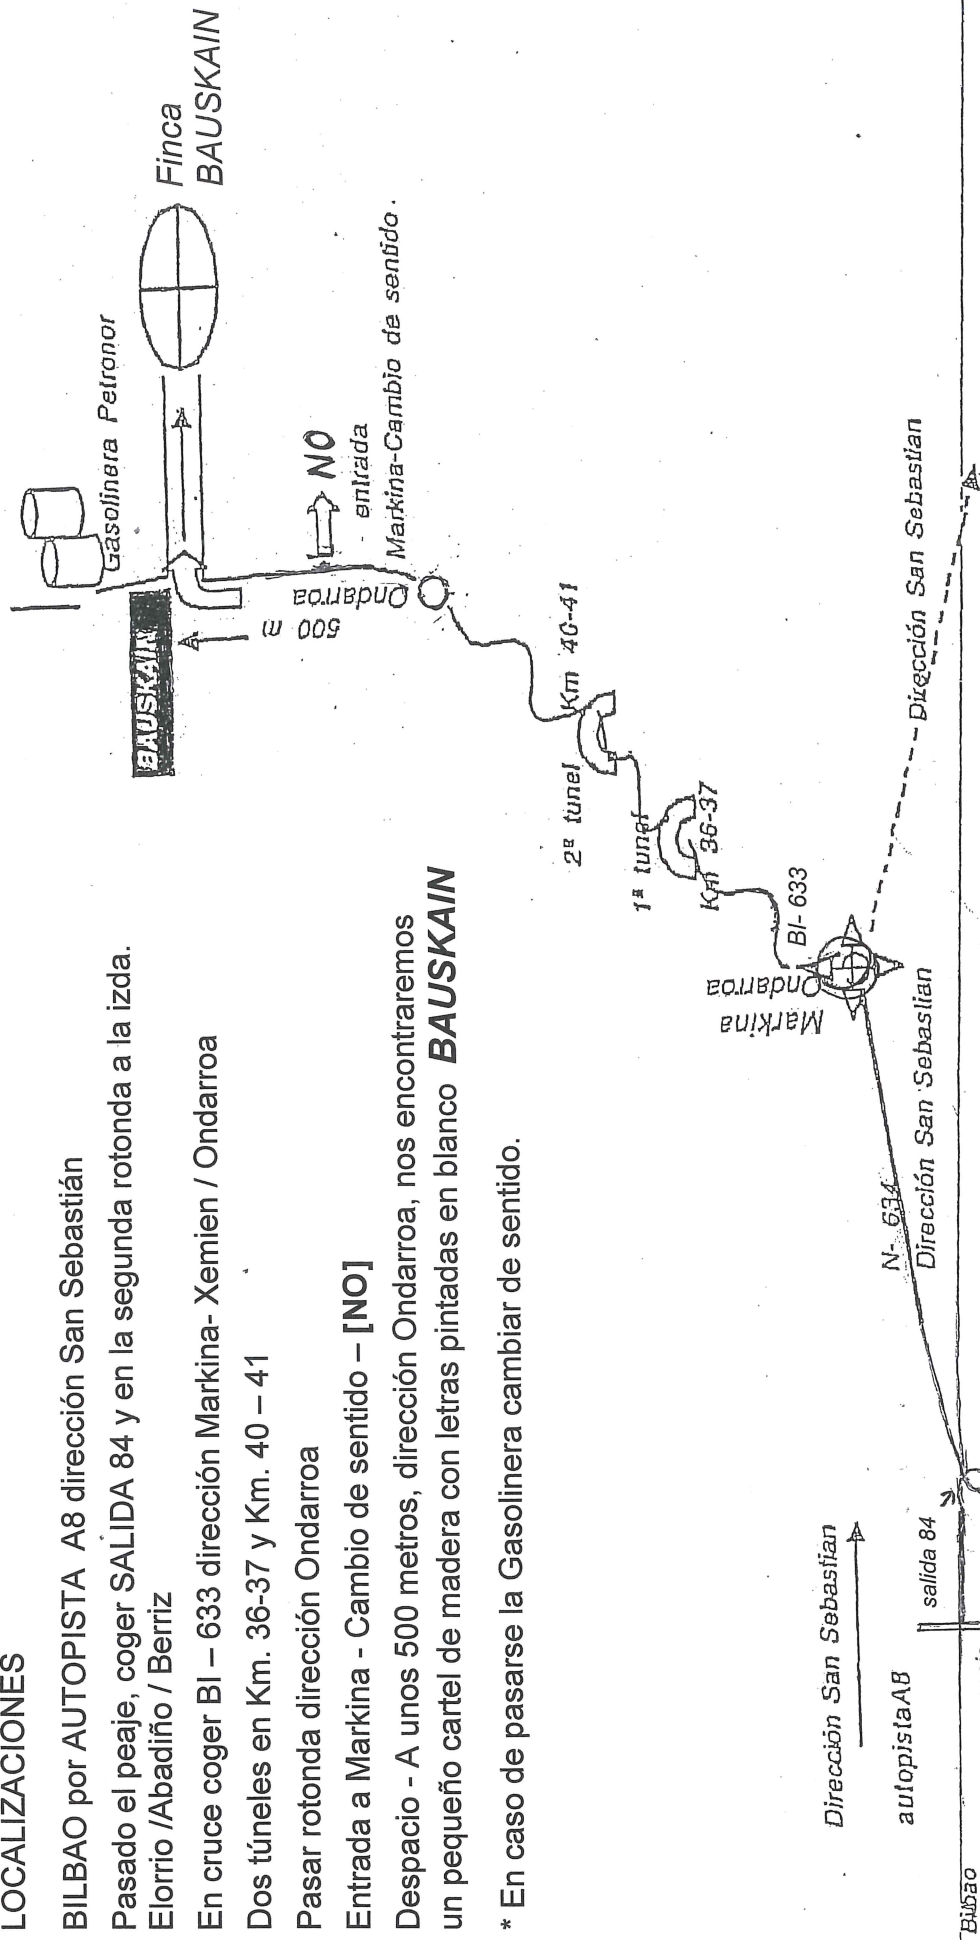 LOCALIZACIONES
BILBAO por AUTOPISTA A8 dirección San Sebastián
Pasado el peaje, coger SALIDA 84 y en la segunda rotonda a la izda.
Elorrio /Abadiño / Berriz
En cruce coger BI – 633 dirección Markina- Xemien / Ondarroa
Dos túneles en Km. 36-37 y Km. 40 – 41
Pasar rotonda dirección Ondarroa
Entrada a Markina - Cambio de sentido – [NO]
Despacio - A unos 500 metros, dirección Ondarroa, nos encontraremos
un pequeño cartel de madera con letras pintadas en blanco BAUSKAIN
* En caso de pasarse la Gasolinera cambiar de sentido.
Gasolinera Petronor
BAUSKAIN
Finca
BAUSKAIN
500 m
Ondarroa
NO
entrada
Markina-Cambio de sentido.
2ª tunel
Km 40-41
1ª tunel
Km 36-37
BI- 633
Ondarroa
Markina
Dirección San Sebastian
N- 634
Dirección San Sebastian
Dirección San Sebastian
autopista A8
salida 84
Bilbao